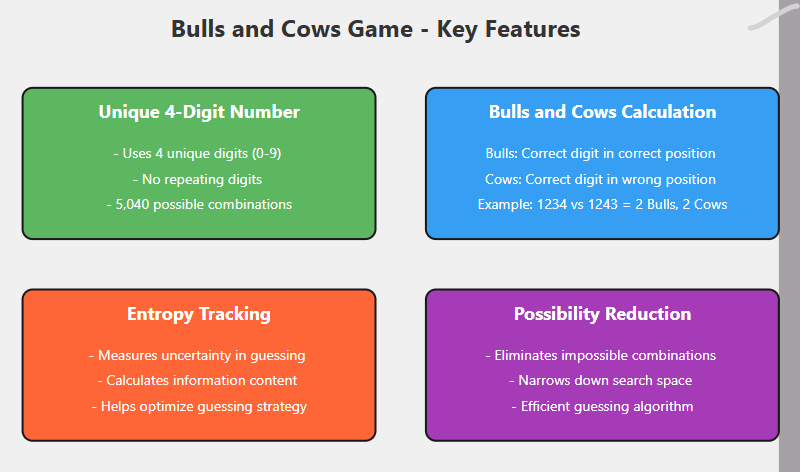 Bulls and Cows Game - Key Features
Unique 4-Digit Number
- Uses 4 unique digits (0-9)
- No repeating digits
- 5,040 possible combinations
Bulls and Cows Calculation
Bulls: Correct digit in correct position
Cows: Correct digit in wrong position
Example: 1234 vs 1243 = 2 Bulls, 2 Cows
Entropy Tracking
- Measures uncertainty in guessing
- Calculates information content
- Helps optimize guessing strategy
Possibility Reduction
- Eliminates impossible combinations
- Narrows down search space
- Efficient guessing algorithm